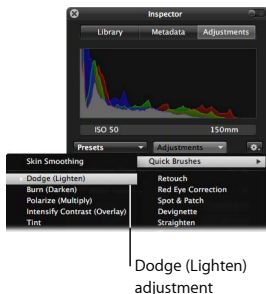 Inspector
Library Metadata Adjustments
ISO 50 150mm
Presets Adjustments
Skin Smoothing Quick Brushes
Dodge (Lighten) Retouch
Burn (Darken) Red Eye Correction
Polarize (Multiply) Spot & Patch
Intensify Contrast (Overlay) Devignette
Tint Straighten
Dodge (Lighten)
adjustment